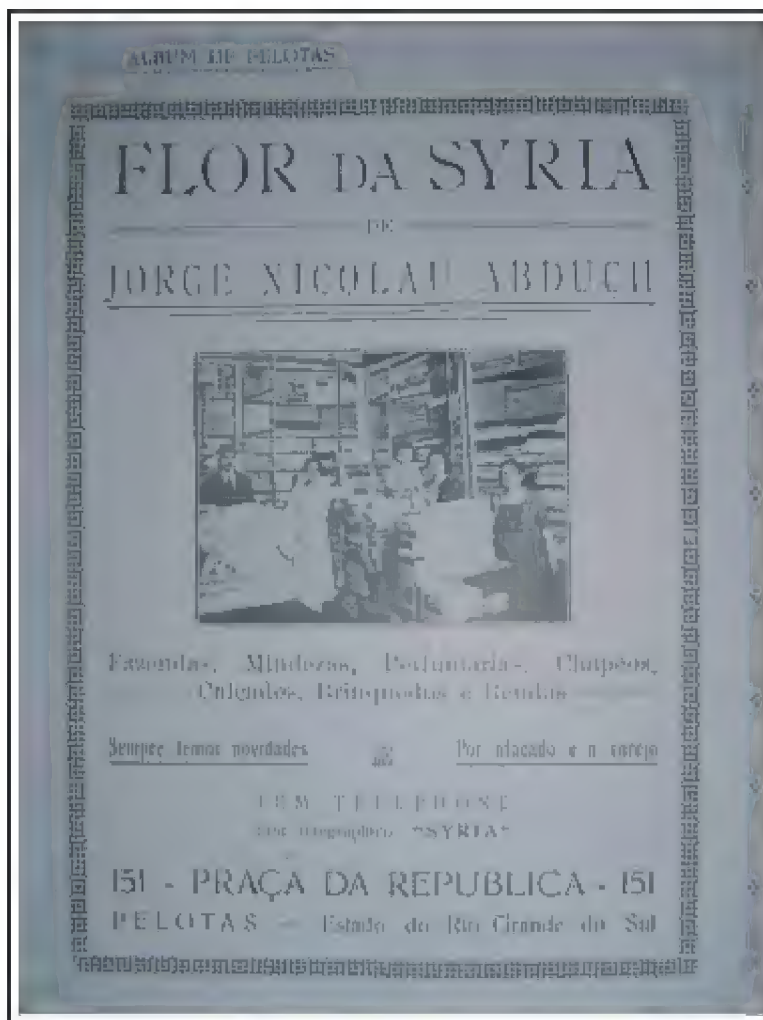 ALBUM DE PELOTAS
FLOR DA SYRIA
DE
JORGE NICOLAU ABDUCH
Fazendas, Miudezas, Perfumarias, Chapeos,
Calçados, Brinquedos e Rendas
Sempre temos novidades
Por atacado e a varejo
TEM TELEPHONE
"SYRIA"
151 - PRAÇA DA REPUBLICA - 151
PELOTAS — Estado do Rio Grande do Sul